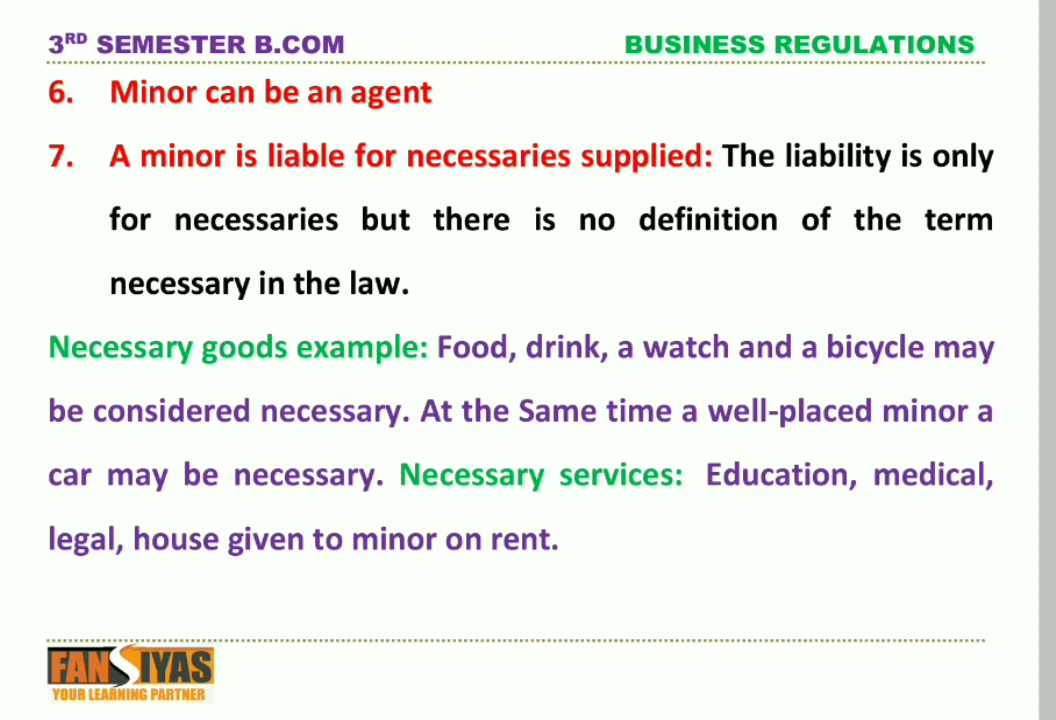 3RD SEMESTER B.COM BUSINESS REGULATIONS
6. Minor can be an agent
7. A minor is liable for necessaries supplied: The liability is only
for necessaries but there is no definition of the term
necessary in the law.
Necessary goods example: Food, drink, a watch and a bicycle may
be considered necessary. At the Same time a well-placed minor a
car may be necessary. Necessary services: Education, medical,
legal, house given to minor on rent.
FANSIYAS
YOUR LEARNING PARTNER